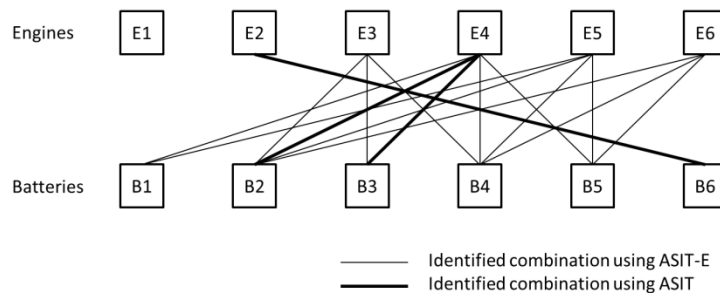 Engines E1 E2 E3 E4 E5 E6
Batteries B1 B2 B3 B4 B5 B6
Identified combination using ASIT-E
Identified combination using ASIT